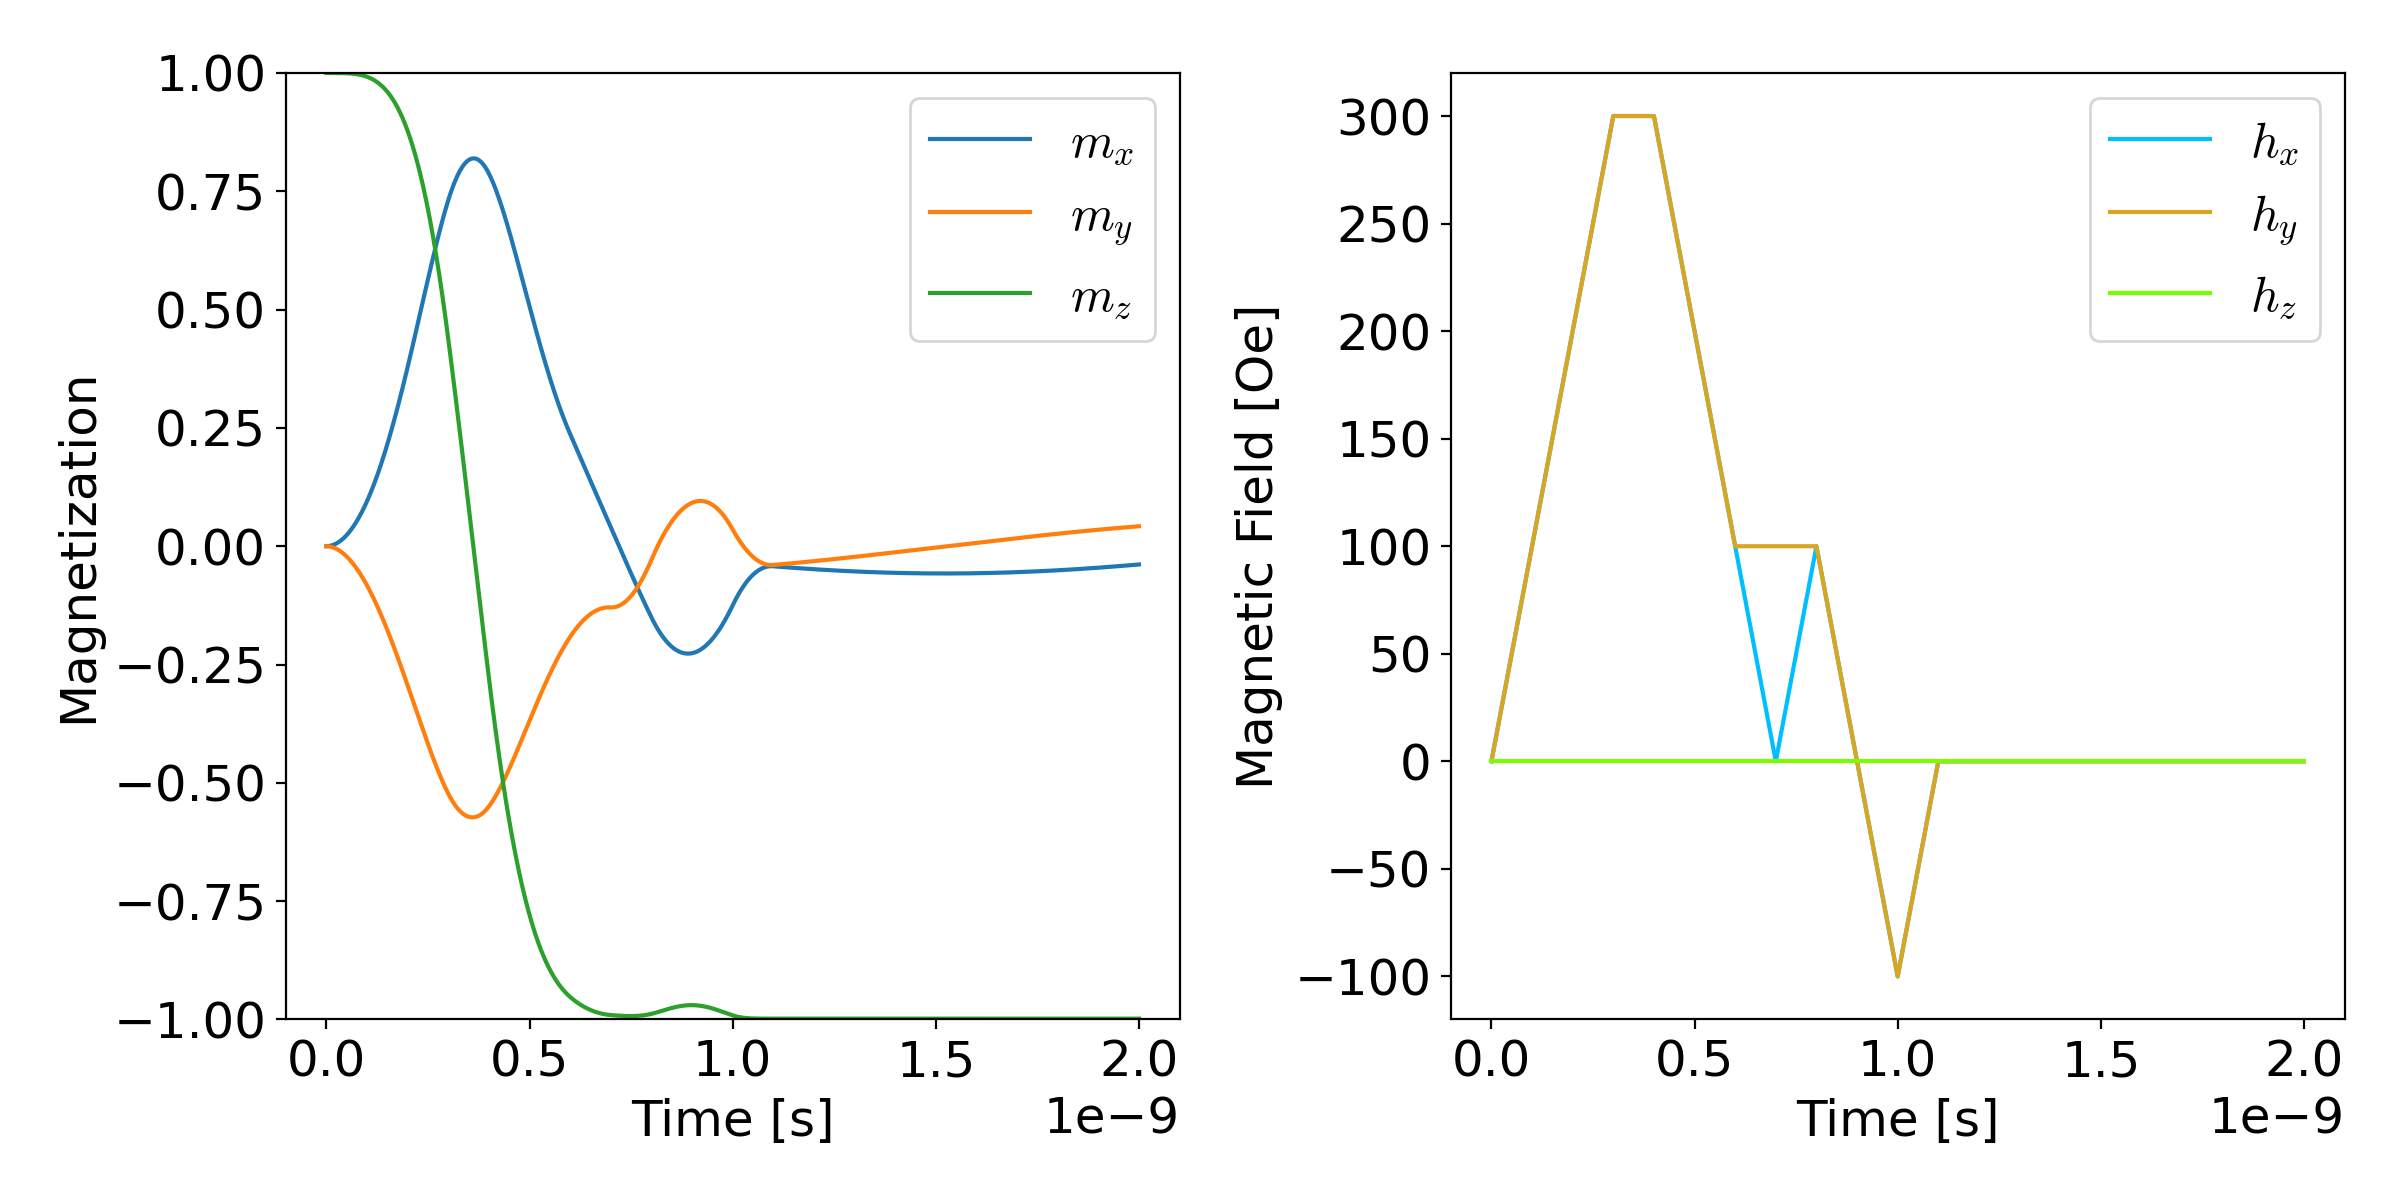 1.00
0.75
0.50
0.25
0.00
−0.25
−0.50
−0.75
−1.00
Magnetization
0.0 0.5 1.0 1.5 2.0
Time [s]
1e−9
m_x
m_y
m_z
300
250
200
150
100
50
0
−50
−100
Magnetic Field [Oe]
0.0 0.5 1.0 1.5 2.0
Time [s]
1e−9
h_x
h_y
h_z